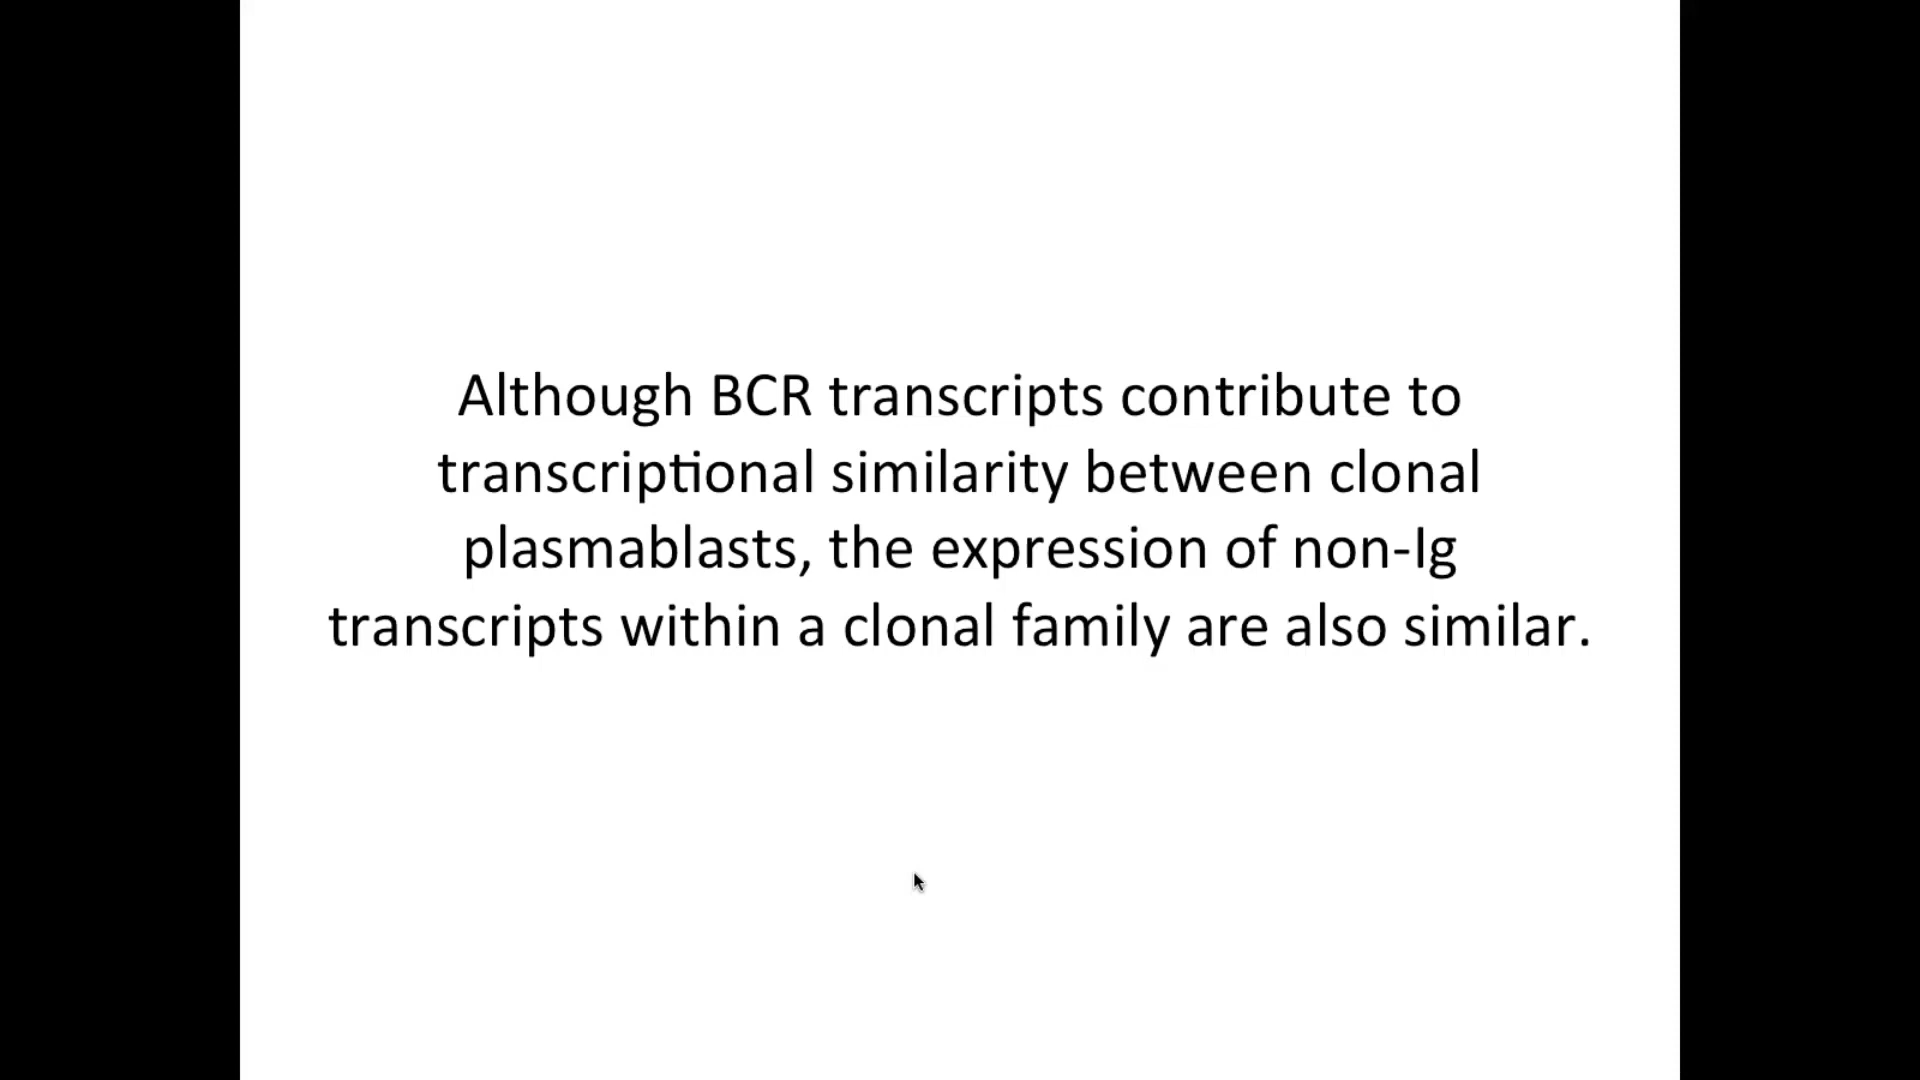 Although BCR transcripts contribute to
transcriptional similarity between clonal
plasmablasts, the expression of non-Ig
transcripts within a clonal family are also similar.